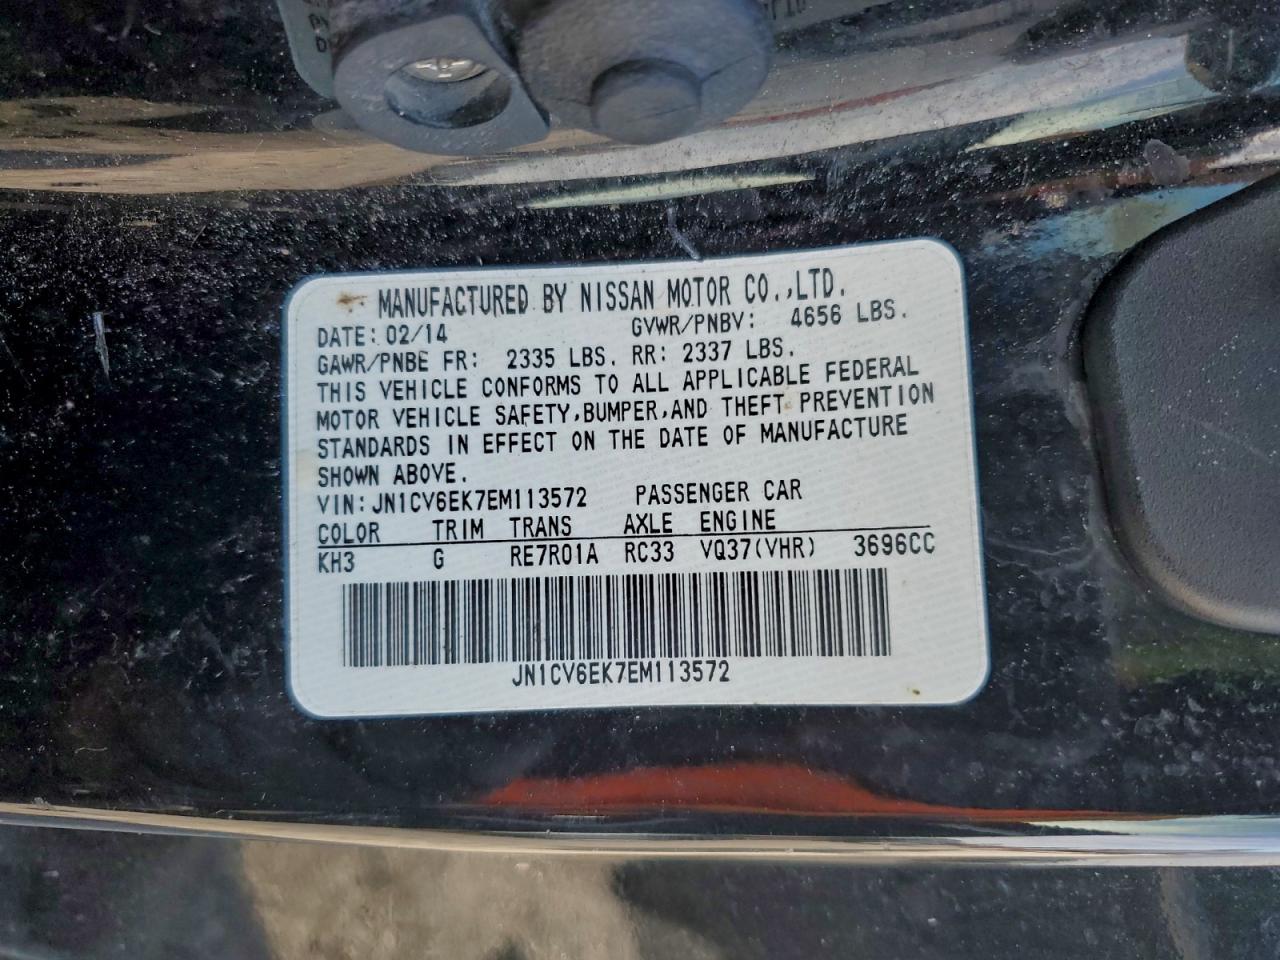 MANUFACTURED BY NISSAN MOTOR CO.,LTD.
DATE: 02/14 GVWR/PNBV: 4656 LBS.
GAWR/PNBE FR: 2335 LBS. RR: 2337 LBS.
THIS VEHICLE CONFORMS TO ALL APPLICABLE FEDERAL
MOTOR VEHICLE SAFETY,BUMPER,AND THEFT PREVENTION
STANDARDS IN EFFECT ON THE DATE OF MANUFACTURE
SHOWN ABOVE.
VIN: JN1CV6EK7EM113572 PASSENGER CAR
COLOR TRIM TRANS AXLE ENGINE
KH3 G RE7R01A RC33 VQ37(VHR) 3696CC
JN1CV6EK7EM113572